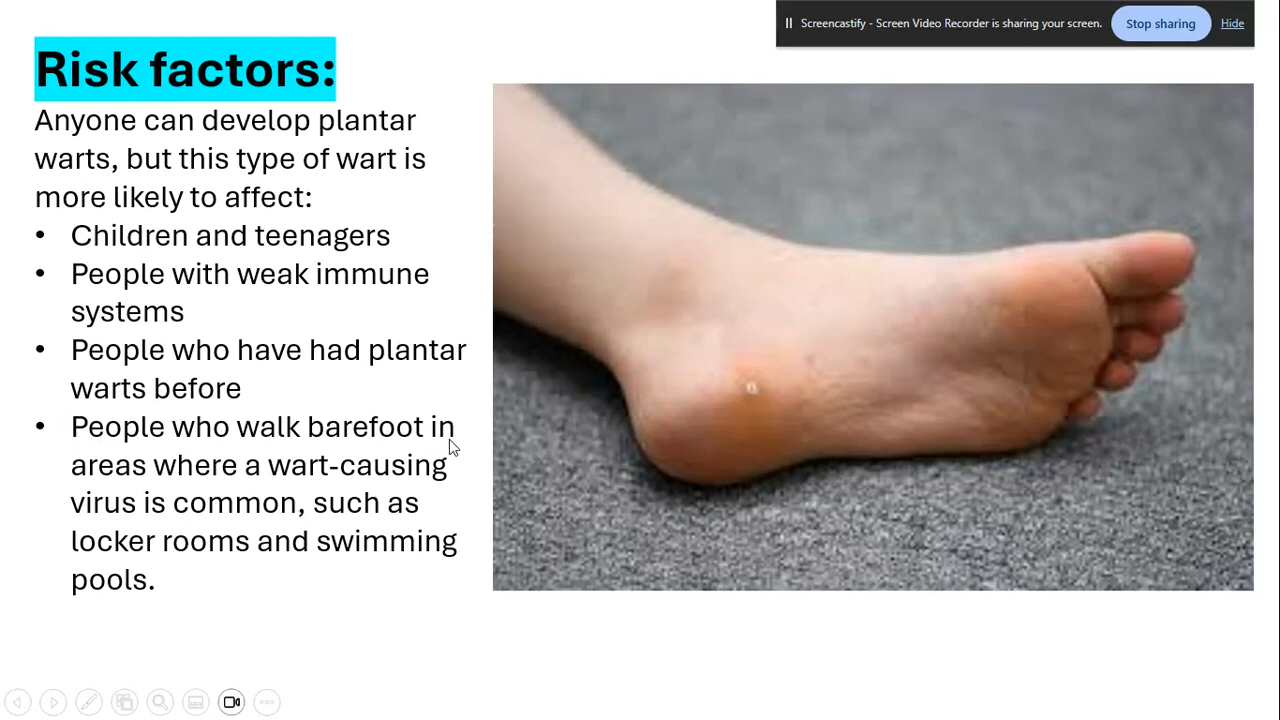 Screencastify - Screen Video Recorder is sharing your screen. Stop sharing Hide
Risk factors:
Anyone can develop plantar
warts, but this type of wart is
more likely to affect:
• Children and teenagers
• People with weak immune
systems
• People who have had plantar
warts before
• People who walk barefoot in
areas where a wart-causing
virus is common, such as
locker rooms and swimming
pools.